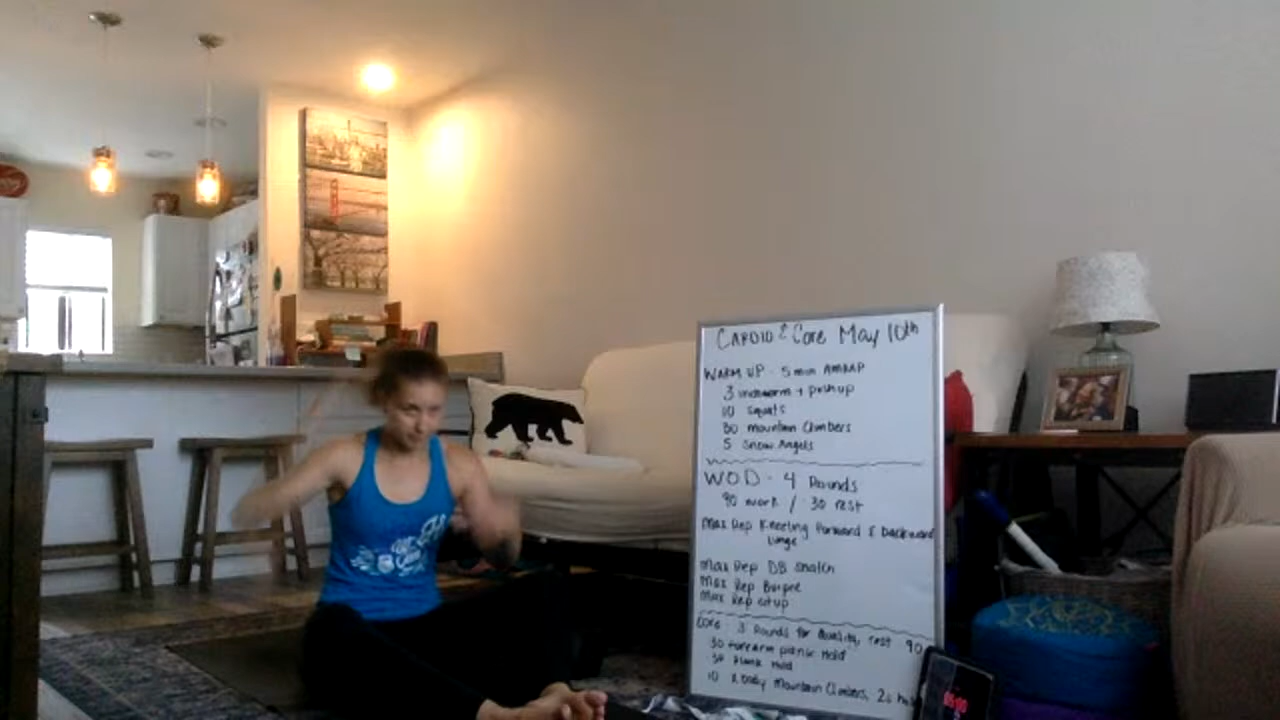 CARDIO & Core May 10th
WARM UP - 5 min AMRAP
3 inchworm + pushup
10 squats
30 mountain climbers
5 Snow Angels
WOD - 4 Rounds
90 work / 30 rest
Max Rep Kneeling forward & backward
lunge
Max Rep DB snatch
Max Rep Burpee
Max Rep situp
Core: 3 Rounds for Quality, rest 90
30 Forearm plank Hold
30 Plank Hold
10 Mountain Climbers, 2s